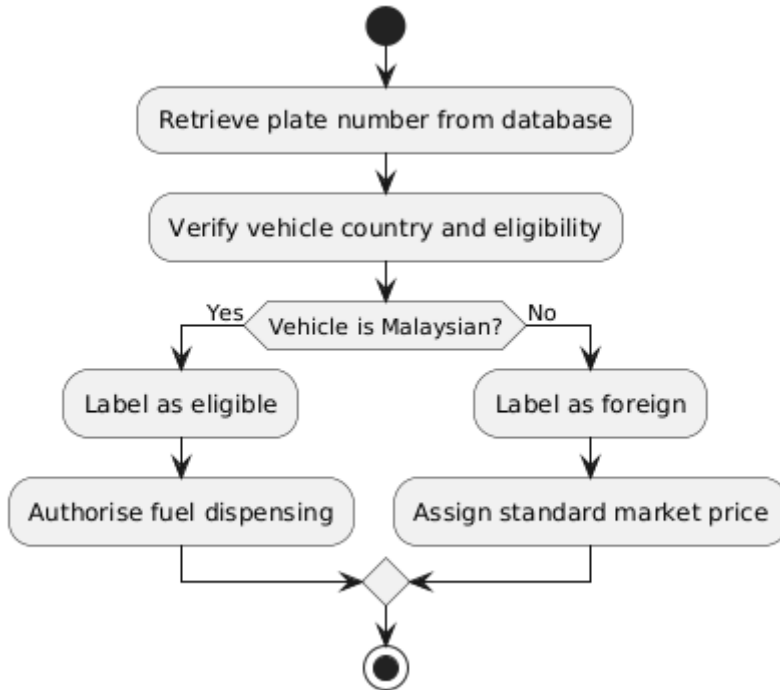 Retrieve plate number from database
Verify vehicle country and eligibility
Yes
Vehicle is Malaysian?
No
Label as eligible
Label as foreign
Authorise fuel dispensing
Assign standard market price